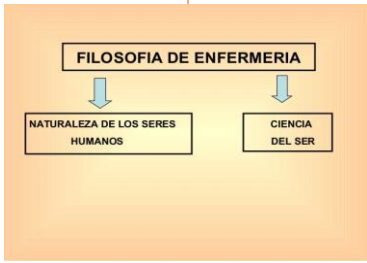 FILOSOFIA DE ENFERMERIA
NATURALEZA DE LOS SERES
HUMANOS
CIENCIA
DEL SER